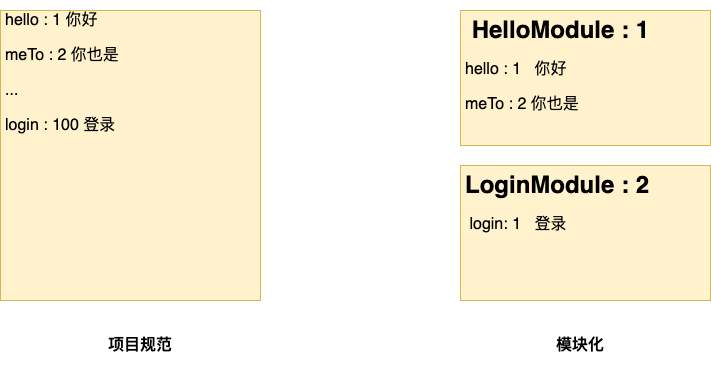 hello : 1 你好
meTo : 2 你也是
...
login : 100 登录
项目规范
HelloModule : 1
hello : 1 你好
meTo : 2 你也是
LoginModule : 2
login: 1 登录
模块化